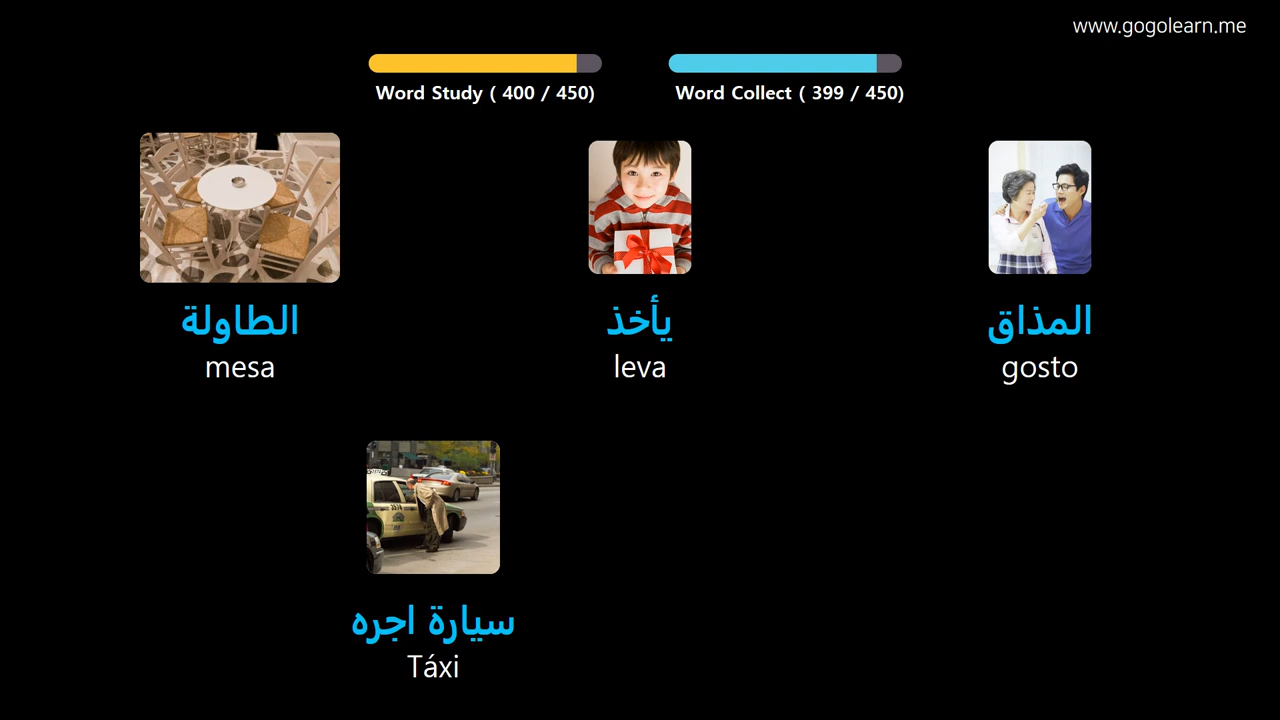 www.gogolearn.me
Word Study ( 400 / 450)
Word Collect ( 399 / 450)
الطاولة
mesa
يأخذ
leva
المذاق
gosto
سيارة اجره
Táxi